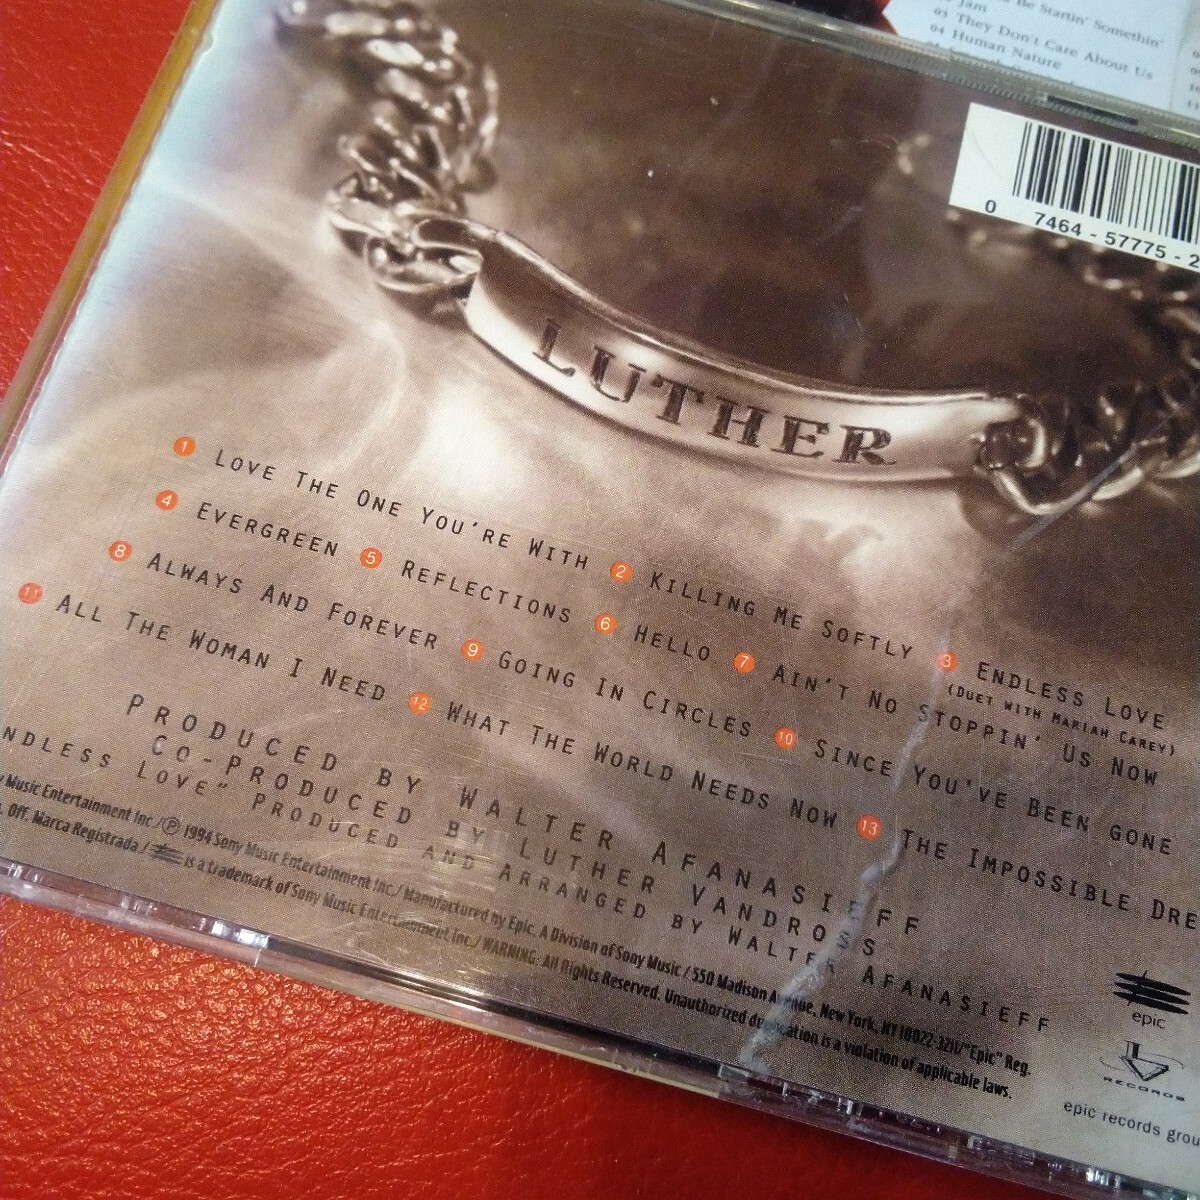 Be Startin' Somethin'
Jam
03 They Don't Care About Us
04 Human Nature
0 7464-57775-2
LUTHER
1 LOVE THE ONE YOU'RE WITH 2 KILLING ME SOFTLY 3 ENDLESS LOVE
(DUET WITH MARIAH CAREY)
4 EVERGREEN 5 REFLECTIONS 6 HELLO 7 AIN'T NO STOPPIN' US NOW
8 ALWAYS AND FOREVER 9 GOING IN CIRCLES 10 SINCE YOU'VE BEEN GONE
11 ALL THE WOMAN I NEED 12 WHAT THE WORLD NEEDS NOW 13 THE IMPOSSIBLE DRE
PRODUCED BY WALTER AFANASIEFF
CO-PRODUCED BY LUTHER VANDROSS
NDLESS LOVE" PRODUCED AND ARRANGED BY WALTER AFANASIEFF
Music Entertainment Inc./Ⓟ 1994 Sony Music Entertainment Inc./Manufactured by Epic. A Division of Sony Music/550 Madison Avenue, New York, NY 10022-3211/"Epic" Reg.
Off. Marca Registrada./ is a trademark of Sony Music Entertainment Inc./WARNING: All Rights Reserved. Unauthorized duplication is a violation of applicable laws.
epic
LV
RECORDS
epic records grou